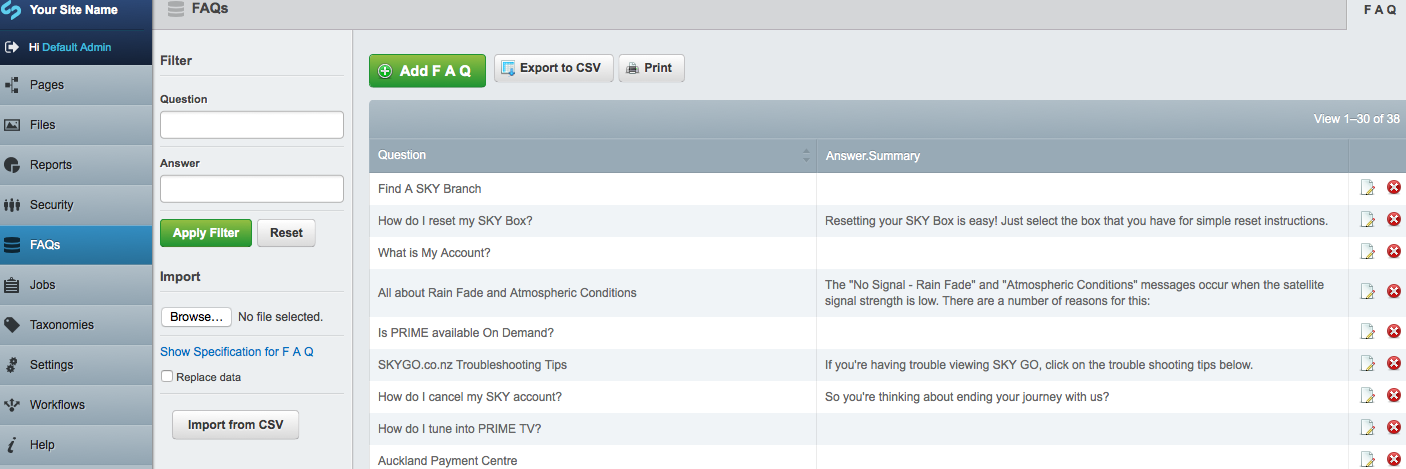 Your Site Name
Hi Default Admin
Pages
Files
Reports
Security
FAQs
Jobs
Taxonomies
Settings
Workflows
Help
FAQs
F A Q
Filter
Question
Answer
Apply Filter
Reset
Import
Browse...
No file selected.
Show Specification for F A Q
Replace data
Import from CSV
Add F A Q
Export to CSV
Print
View 1–30 of 38
Question
Answer.Summary
Find A SKY Branch
How do I reset my SKY Box?
Resetting your SKY Box is easy! Just select the box that you have for simple reset instructions.
What is My Account?
All about Rain Fade and Atmospheric Conditions
The "No Signal - Rain Fade" and "Atmospheric Conditions" messages occur when the satellite
signal strength is low. There are a number of reasons for this:
Is PRIME available On Demand?
SKYGO.co.nz Troubleshooting Tips
If you're having trouble viewing SKY GO, click on the trouble shooting tips below.
How do I cancel my SKY account?
So you're thinking about ending your journey with us?
How do I tune into PRIME TV?
Auckland Payment Centre